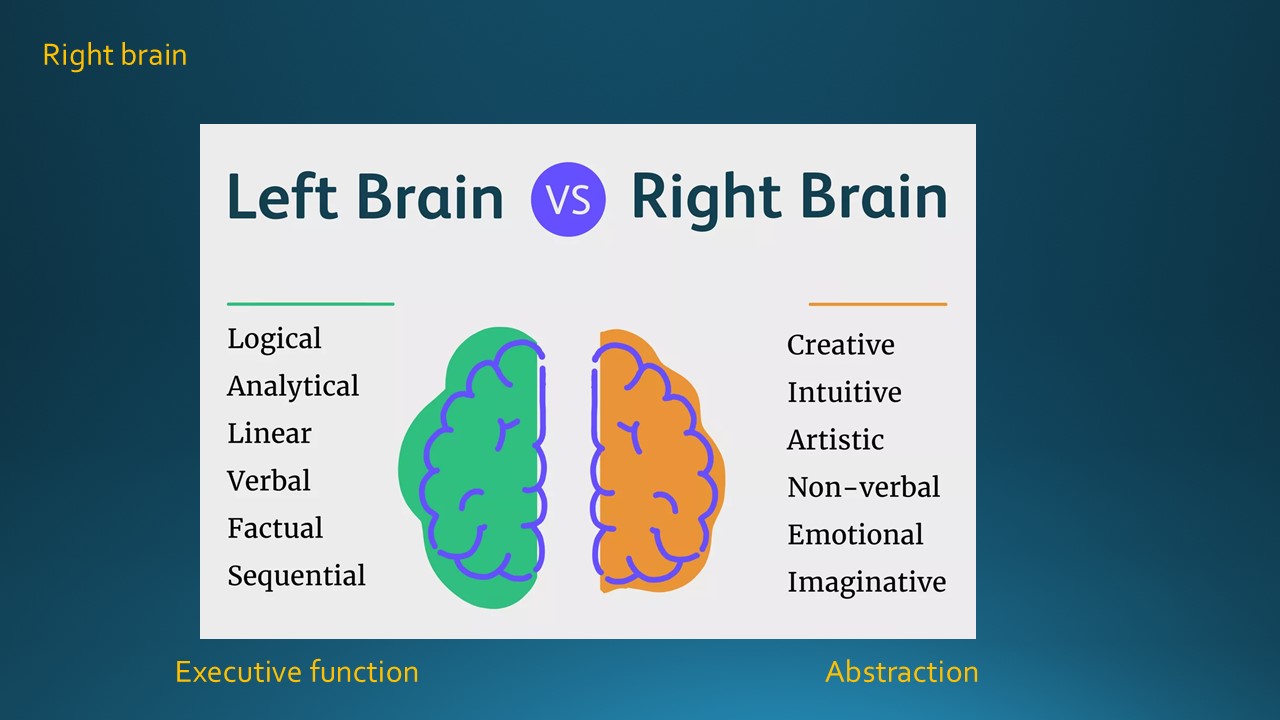 Right brain
Left Brain VS Right Brain
Logical
Analytical
Linear
Verbal
Factual
Sequential
Creative
Intuitive
Artistic
Non-verbal
Emotional
Imaginative
Executive function
Abstraction